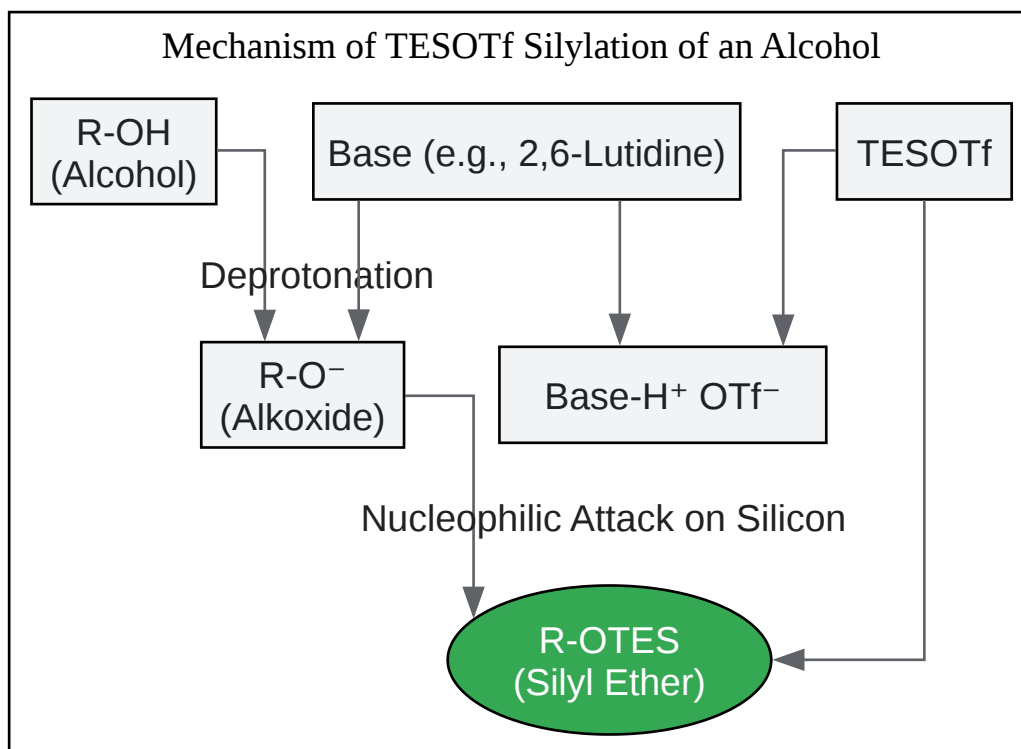 Mechanism of TESOTf Silylation of an Alcohol
R-OH
(Alcohol)
Base (e.g., 2,6-Lutidine)
TESOTf
Deprotonation
R-O⁻
(Alkoxide)
Base-H⁺ OTf⁻
Nucleophilic Attack on Silicon
R-OTES
(Silyl Ether)